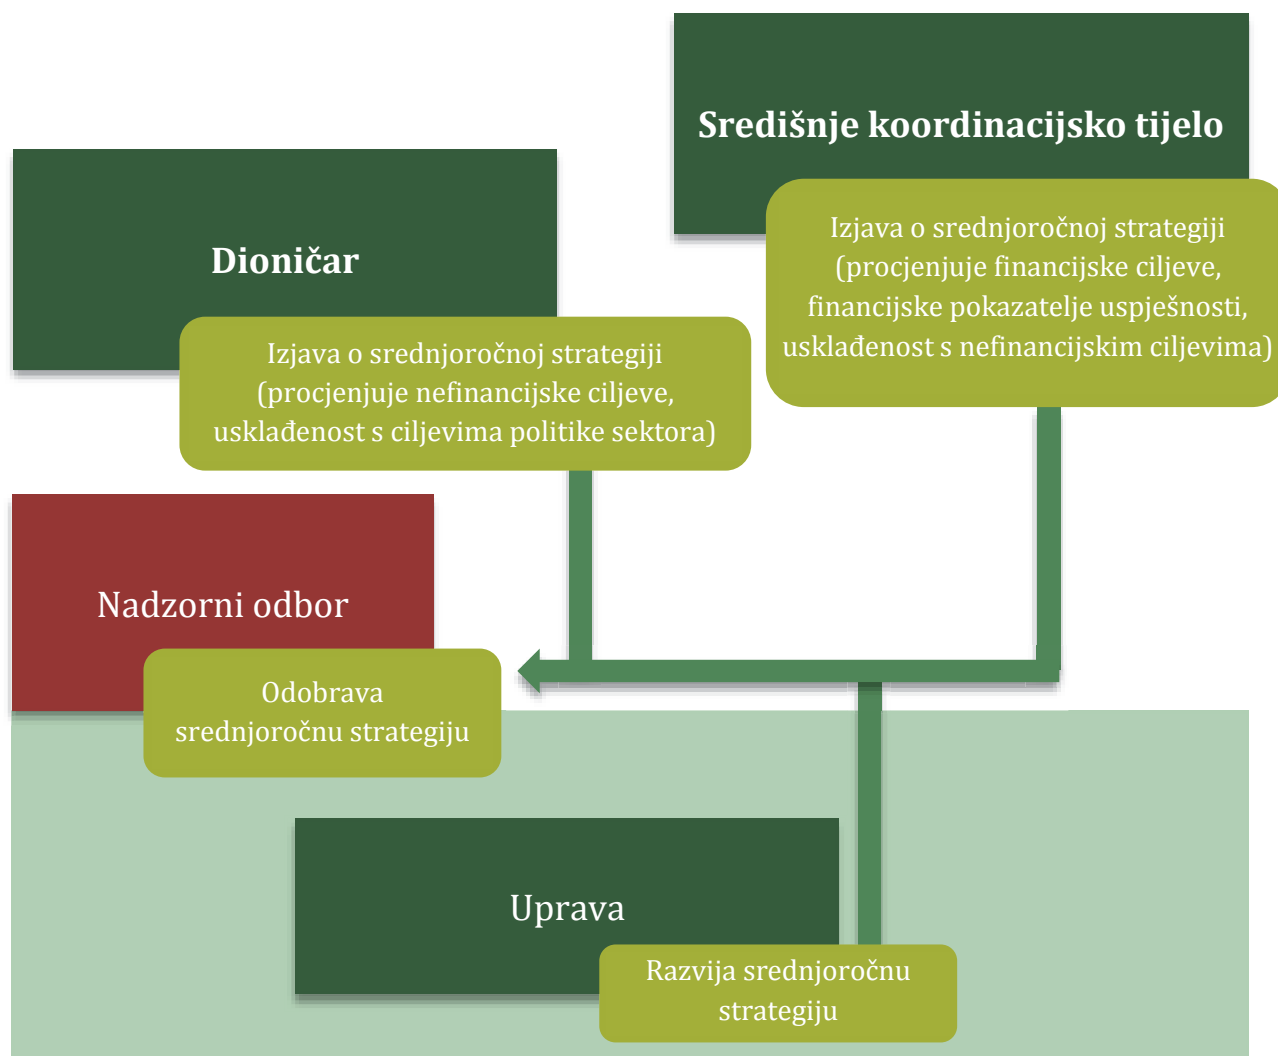 Središnje koordinacijsko tijelo
Izjava o srednjoročnoj strategiji
(procjenjuje financijske ciljeve,
financijske pokazatelje uspješnosti,
usklađenost s nefinancijskim ciljevima)
Dioničar
Izjava o srednjoročnoj strategiji
(procjenjuje nefinancijske ciljeve,
usklađenost s ciljevima politike sektora)
Nadzorni odbor
Odobrava
srednjoročnu strategiju
Uprava
Razvija srednjoročnu
strategiju